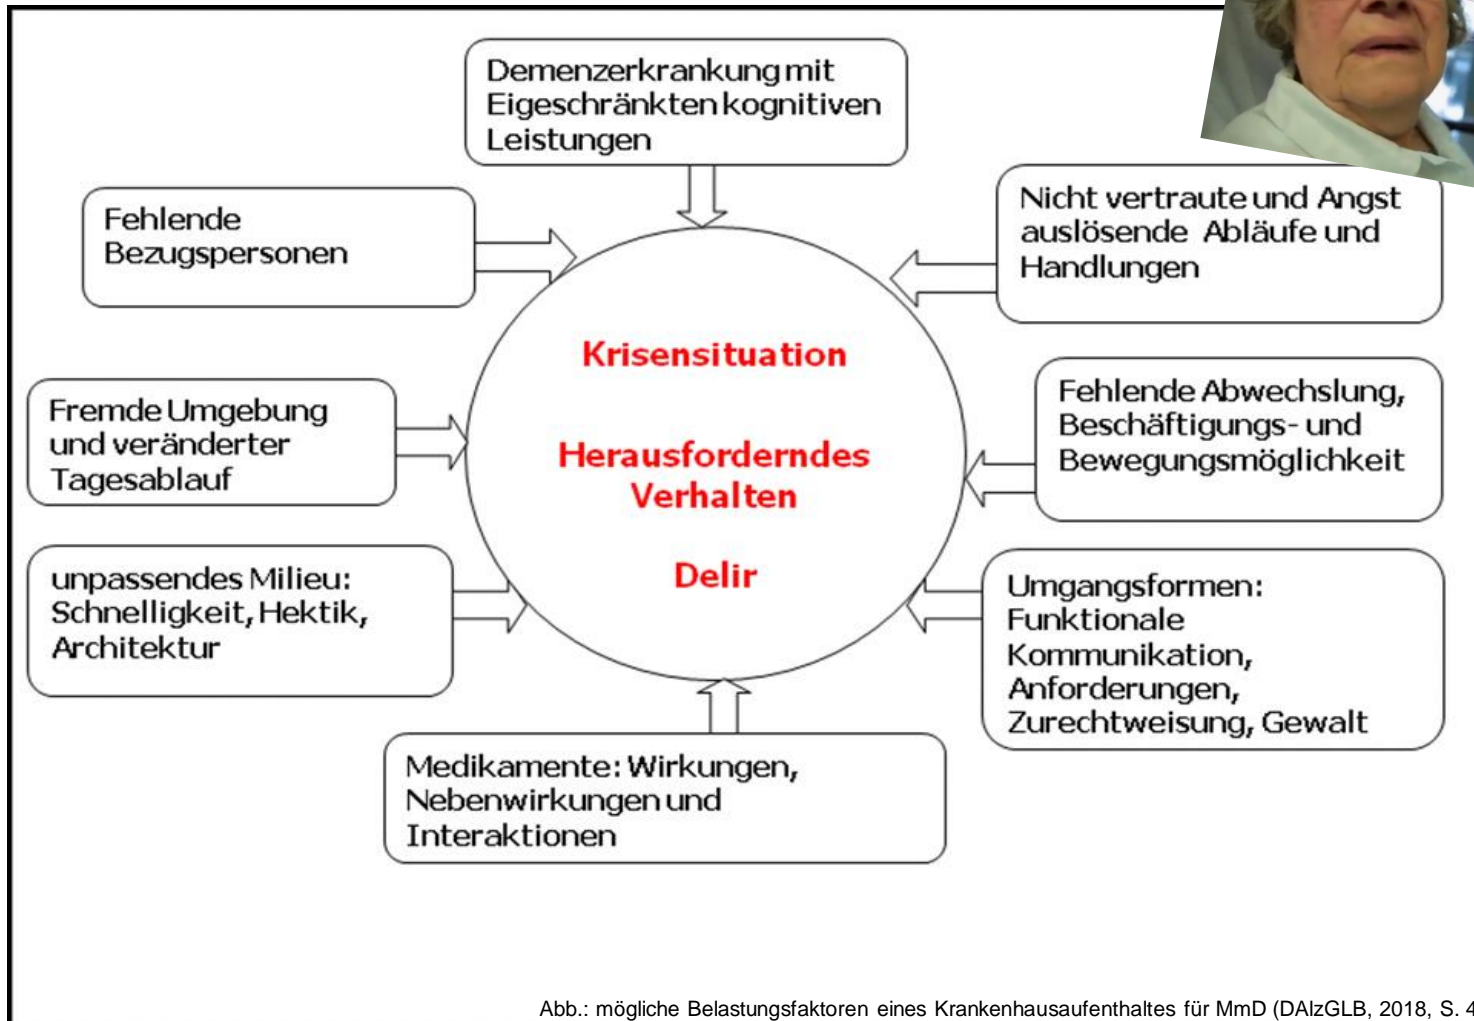 Demenzerkrankung mit
Eigeschränkten kognitiven
Leistungen
Fehlende
Bezugspersonen
Nicht vertraute und Angst
auslösende Abläufe und
Handlungen
Krisensituation
Herausforderndes
Verhalten
Delir
Fremde Umgebung
und veränderter
Tagesablauf
Fehlende Abwechslung,
Beschäftigungs- und
Bewegungsmöglichkeit
unpassendes Milieu:
Schnelligkeit, Hektik,
Architektur
Umgangsformen:
Funktionale
Kommunikation,
Anforderungen,
Zurechtweisung, Gewalt
Medikamente: Wirkungen,
Nebenwirkungen und
Interaktionen
Abb.: mögliche Belastungsfaktoren eines Krankenhausaufenthaltes für MmD (DAlzGLB, 2018, S. 4